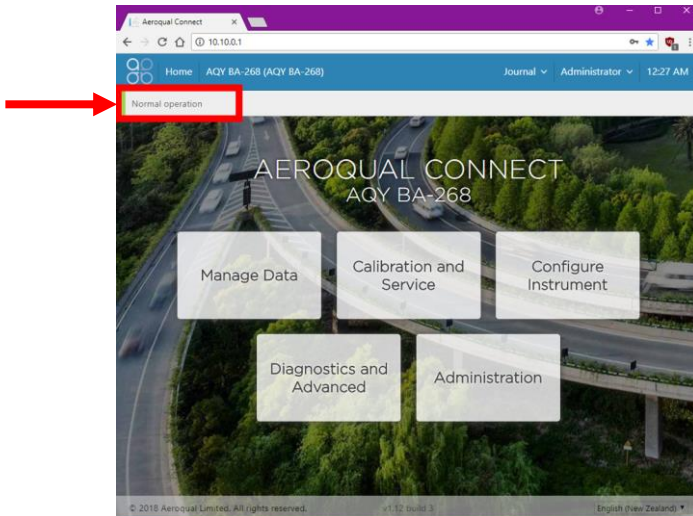 Aeroqual Connect
10.10.0.1
Home AQY BA-268 (AQY BA-268) Journal Administrator 12:27 AM
Normal operation
AEROQUAL CONNECT
AQY BA-268
Manage Data
Calibration and
Service
Configure
Instrument
Diagnostics and
Advanced
Administration
© 2018 Aeroqual Limited. All rights reserved. v1.12 build 3 English (New Zealand)